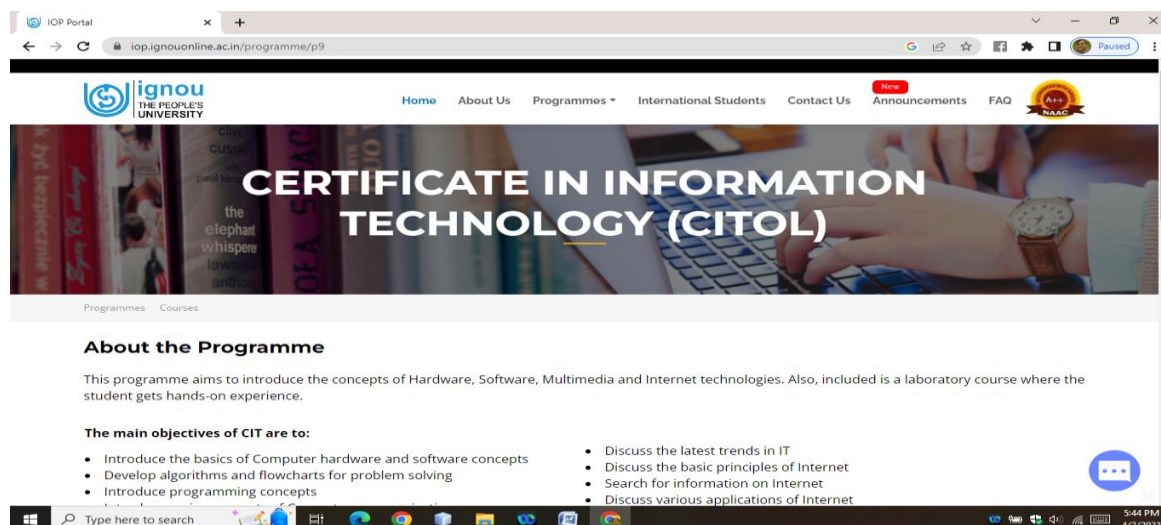 IOP Portal
iop.ignouonline.ac.in/programme/p9
Paused
ignou
THE PEOPLE'S
UNIVERSITY
Home About Us Programmes International Students Contact Us Announcements FAQ
New
A++
NAAC
CERTIFICATE IN INFORMATION
TECHNOLOGY (CITOL)
the
elephant
whisperer
anthony
Programmes Courses
About the Programme
This programme aims to introduce the concepts of Hardware, Software, Multimedia and Internet technologies. Also, included is a laboratory course where the
student gets hands-on experience.
The main objectives of CIT are to:
• Introduce the basics of Computer hardware and software concepts
• Develop algorithms and flowcharts for problem solving
• Introduce programming concepts
• Discuss the latest trends in IT
• Discuss the basic principles of Internet
• Search for information on Internet
• Discuss various applications of Internet
Type here to search
5:44 PM